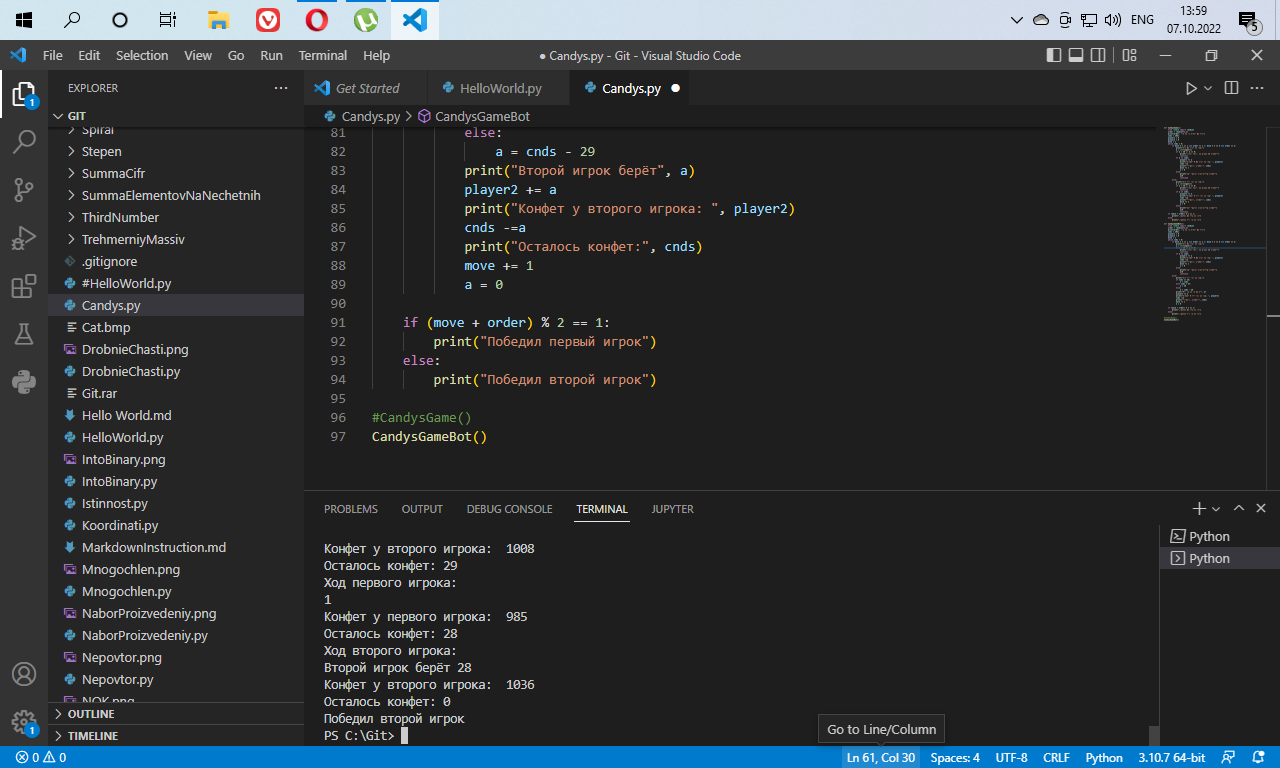 13:59
ENG
07.10.2022
5
File Edit Selection View Go Run Terminal Help
● Candys.py - Git - Visual Studio Code
EXPLORER
Get Started
HelloWorld.py
Candys.py
1
GIT
Candys.py > CandysGameBot
Spiral
Stepen
SummaCifr
SummaElementovNaNechetnih
ThirdNumber
TrehmerniyMassiv
.gitignore
#HelloWorld.py
Candys.py
Cat.bmp
DrobnieChasti.png
DrobnieChasti.py
Git.rar
Hello World.md
HelloWorld.py
IntoBinary.png
IntoBinary.py
Istinnost.py
Koordinati.py
MarkdownInstruction.md
Mnogochlen.png
Mnogochlen.py
NaborProizvedeniy.png
NaborProizvedeniy.py
Nepovtor.png
Nepovtor.py
NOK.png
OUTLINE
TIMELINE
1
81 else:
82 a = cnds - 29
83 print("Второй игрок берёт", a)
84 player2 += a
85 print("Конфет у второго игрока: ", player2)
86 cnds -=a
87 print("Осталось конфет:", cnds)
88 move += 1
89 a = 0
90
91 if (move + order) % 2 == 1:
92 print("Победил первый игрок")
93 else:
94 print("Победил второй игрок")
95
96 #CandysGame()
97 CandysGameBot()
PROBLEMS OUTPUT DEBUG CONSOLE TERMINAL JUPYTER
Конфет у второго игрока:  1008
Осталось конфет: 29
Ход первого игрока:
1
Конфет у первого игрока:  985
Осталось конфет: 28
Ход второго игрока:
Второй игрок берёт 28
Конфет у второго игрока:  1036
Осталось конфет: 0
Победил второй игрок
PS C:\Git>
Python
Python
Go to Line/Column
0 0
Ln 61, Col 30 Spaces: 4 UTF-8 CRLF Python 3.10.7 64-bit